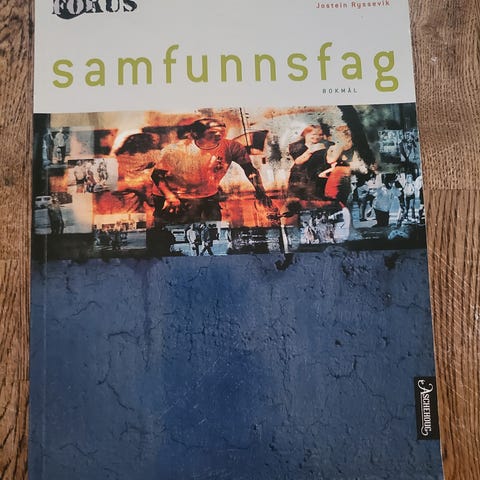 FOKUS
Jostein Ryssevik
samfunnsfag
BOKMÅL
ASCHEHOUG